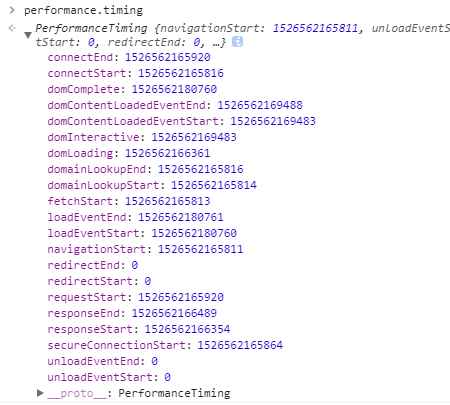 performance.timing
PerformanceTiming {navigationStart: 1526562165811, unloadEventS
tStart: 0, redirectEnd: 0, …} i
connectEnd: 1526562165920
connectStart: 1526562165816
domComplete: 1526562180760
domContentLoadedEventEnd: 1526562169488
domContentLoadedEventStart: 1526562169483
domInteractive: 1526562169483
domLoading: 1526562166361
domainLookupEnd: 1526562165816
domainLookupStart: 1526562165814
fetchStart: 1526562165813
loadEventEnd: 1526562180761
loadEventStart: 1526562180760
navigationStart: 1526562165811
redirectEnd: 0
redirectStart: 0
requestStart: 1526562165920
responseEnd: 1526562166489
responseStart: 1526562166354
secureConnectionStart: 1526562165864
unloadEventEnd: 0
unloadEventStart: 0
__proto__: PerformanceTiming